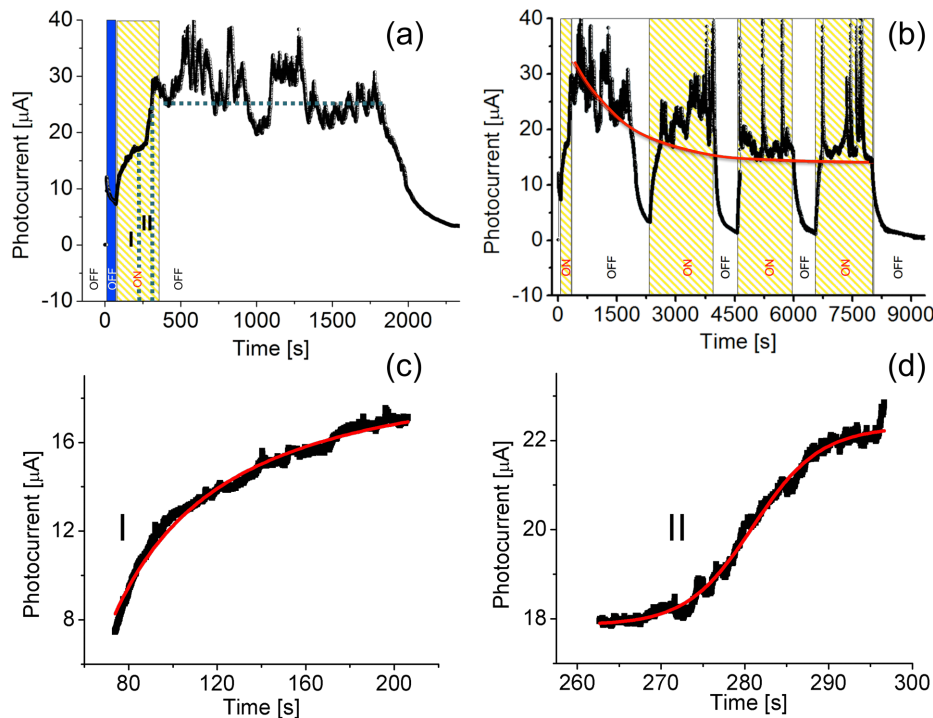 (a)
Photocurrent [µA]
40
30
20
10
0
-10
I
II
OFF
OFF
ON
OFF
0
500
1000
1500
2000
Time [s]
(b)
Photocurrent [µA]
40
30
20
10
0
-10
ON
OFF
ON
OFF
ON
OFF
ON
OFF
0
1500
3000
4500
6000
7500
9000
Time [s]
(c)
Photocurrent [µA]
16
12
8
I
80
120
160
200
Time [s]
(d)
Photocurrent [µA]
22
20
18
II
260
270
280
290
300
Time [s]